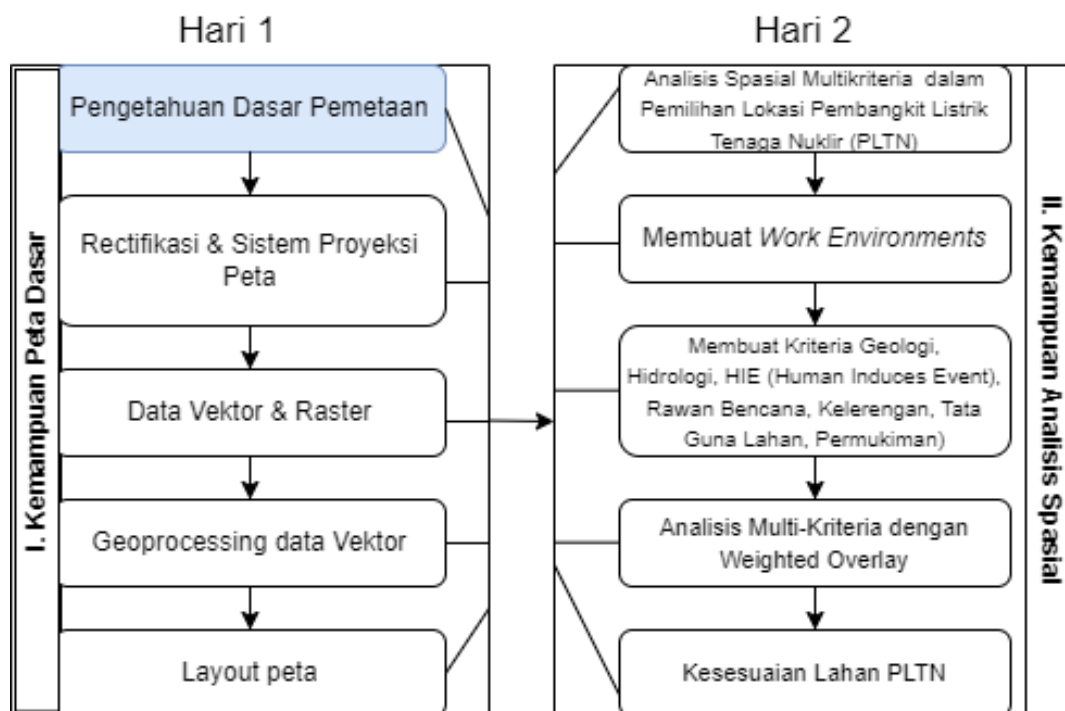 Hari 1
I. Kemampuan Peta Dasar
Pengetahuan Dasar Pemetaan
Rectifikasi & Sistem Proyeksi
Peta
Data Vektor & Raster
Geoprocessing data Vektor
Layout peta
Hari 2
Analisis Spasial Multikriteria dalam
Pemilihan Lokasi Pembangkit Listrik
Tenaga Nuklir (PLTN)
Membuat Work Environments
Membuat Kriteria Geologi,
Hidrologi, HIE (Human Induces Event),
Rawan Bencana, Kelerengan, Tata
Guna Lahan, Permukiman)
Analisis Multi-Kriteria dengan
Weighted Overlay
Kesesuaian Lahan PLTN
II. Kemampuan Analisis Spasial